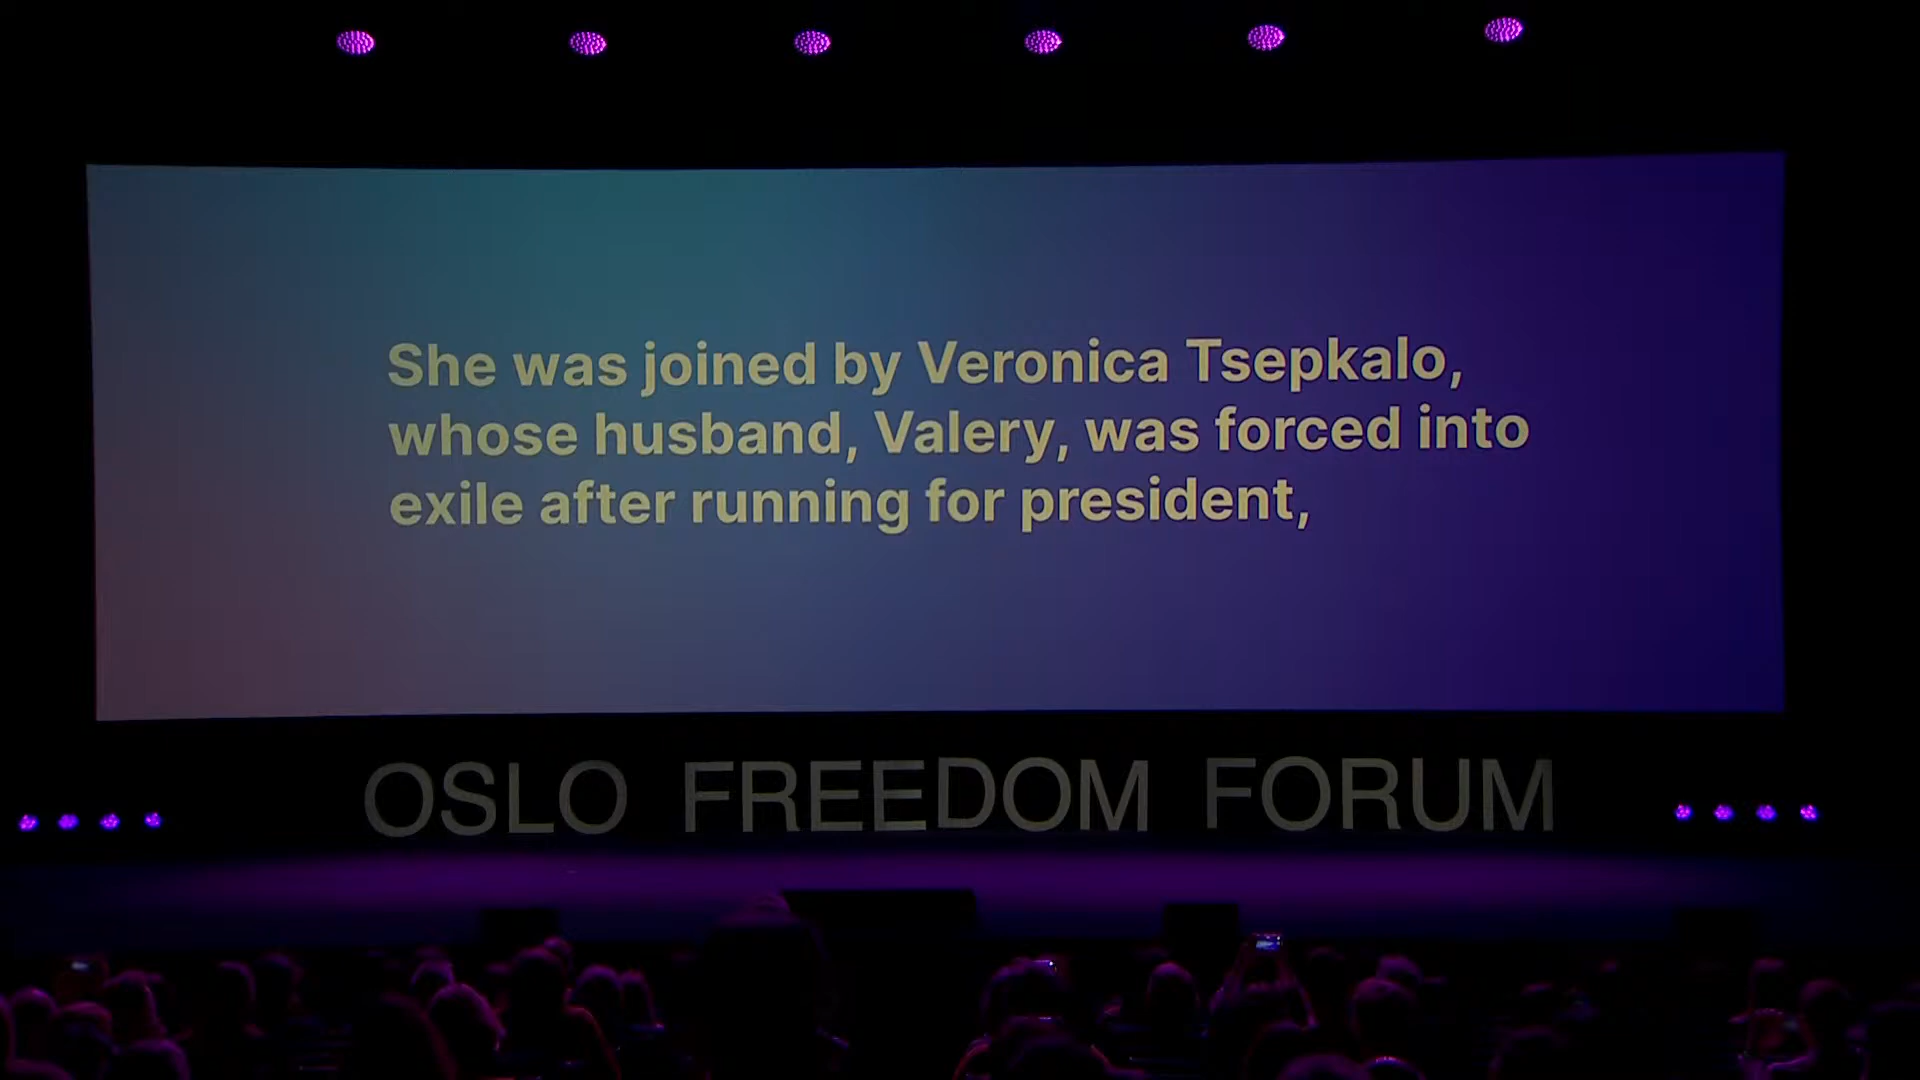 She was joined by Veronica Tsepkalo,
whose husband, Valery, was forced into
exile after running for president,
OSLO FREEDOM FORUM